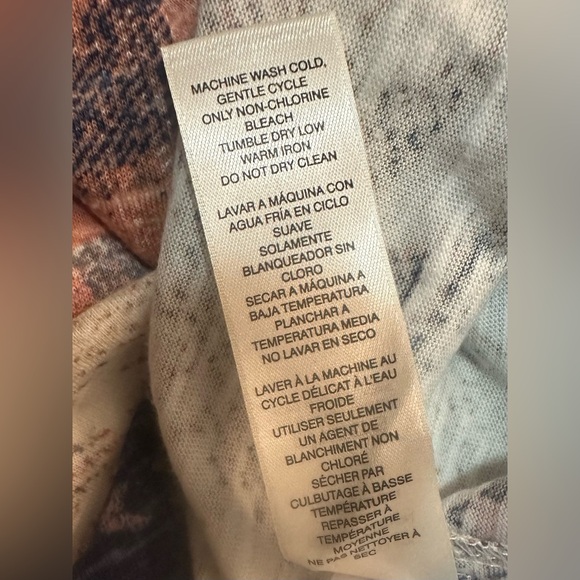 MACHINE WASH COLD,
GENTLE CYCLE
ONLY NON-CHLORINE
BLEACH
TUMBLE DRY LOW
WARM IRON
DO NOT DRY CLEAN
LAVAR A MÁQUINA CON
AGUA FRÍA EN CICLO
SUAVE
SOLAMENTE
BLANQUEADOR SIN
CLORO
SECAR A MÁQUINA A
BAJA TEMPERATURA
PLANCHAR A
TEMPERATURA MEDIA
NO LAVAR EN SECO
LAVER À LA MACHINE AU
CYCLE DÉLICAT À L'EAU
FROIDE
UTILISER SEULEMENT
UN AGENT DE
BLANCHIMENT NON
CHLORÉ
SÉCHER PAR
CULBUTAGE À BASSE
TEMPÉRATURE
REPASSER À
TEMPÉRATURE
MOYENNE
NE PAS NETTOYER À
SEC